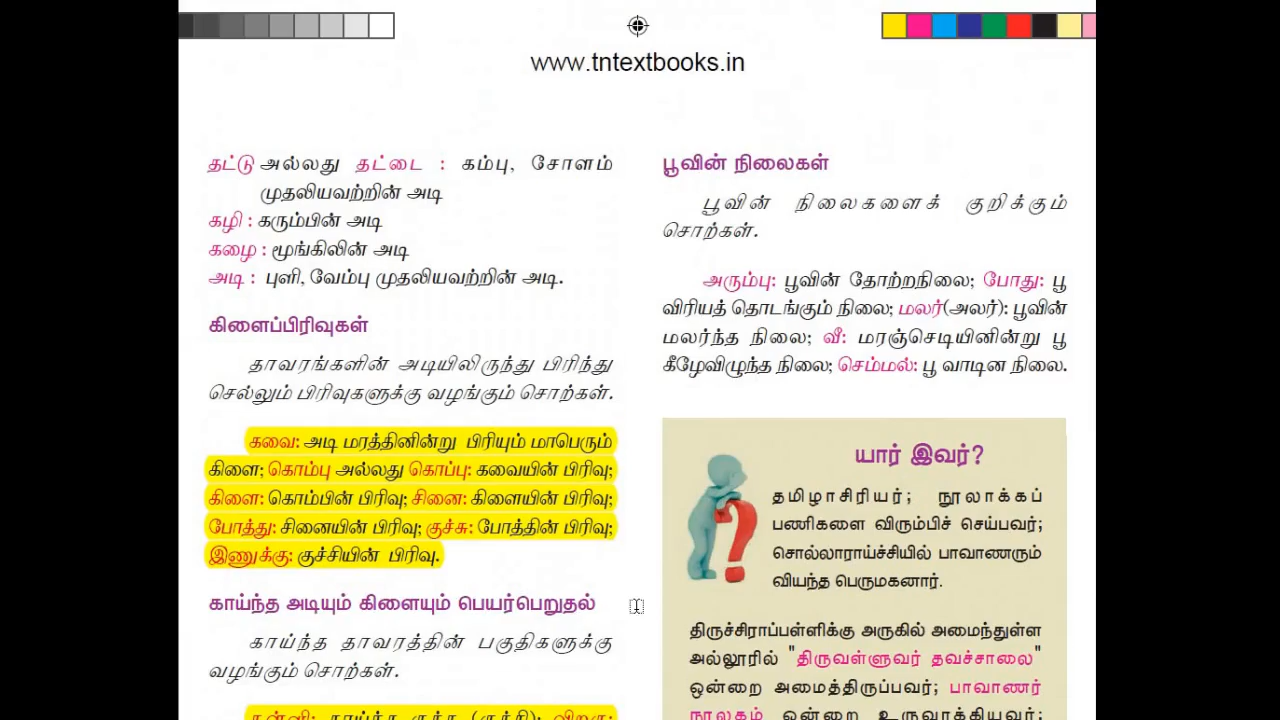 www.tntextbooks.in
தட்டு அல்லது தட்டை : கம்பு, சோளம்
முதலியவற்றின் அடி
கழி : கரும்பின் அடி
கழை : மூங்கிலின் அடி
அடி : புளி, வேம்பு முதலியவற்றின் அடி.
கிளைப்பிரிவுகள்
தாவரங்களின் அடியிலிருந்து பிரிந்து
செல்லும் பிரிவுகளுக்கு வழங்கும் சொற்கள்.
கவை: அடி மரத்தினின்று பிரியும் மாபெரும்
கிளை; கொம்பு அல்லது கொப்பு: கவையின் பிரிவு;
கிளை: கொம்பின் பிரிவு; சினை: கிளையின் பிரிவு;
போத்து: சினையின் பிரிவு; குச்சு: போத்தின் பிரிவு;
இணுக்கு: குச்சியின் பிரிவு.
காய்ந்த அடியும் கிளையும் பெயர்பெறுதல்
காய்ந்த தாவரத்தின் பகுதிகளுக்கு
வழங்கும் சொற்கள்.
பூவின் நிலைகள்
பூவின் நிலைகளைக் குறிக்கும்
சொற்கள்.
அரும்பு: பூவின் தோற்றநிலை; போது: பூ
விரியத் தொடங்கும் நிலை; மலர்(அலர்): பூவின்
மலர்ந்த நிலை; வீ: மரஞ்செடியினின்று பூ
கீழேவிழுந்த நிலை; செம்மல்: பூ வாடின நிலை.
யார் இவர்?
தமிழாசிரியர்; நூலாக்கப்
பணிகளை விரும்பிச் செய்பவர்;
சொல்லாராய்ச்சியில் பாவாணரும்
வியந்த பெருமகனார்.
திருச்சிராப்பள்ளிக்கு அருகில் அமைந்துள்ள
அல்லூரில் "திருவள்ளுவர் தவச்சாலை"
ஒன்றை அமைத்திருப்பவர்; பாவாணர்
நூலகம் ஒன்றை உருவாக்கியவர்;